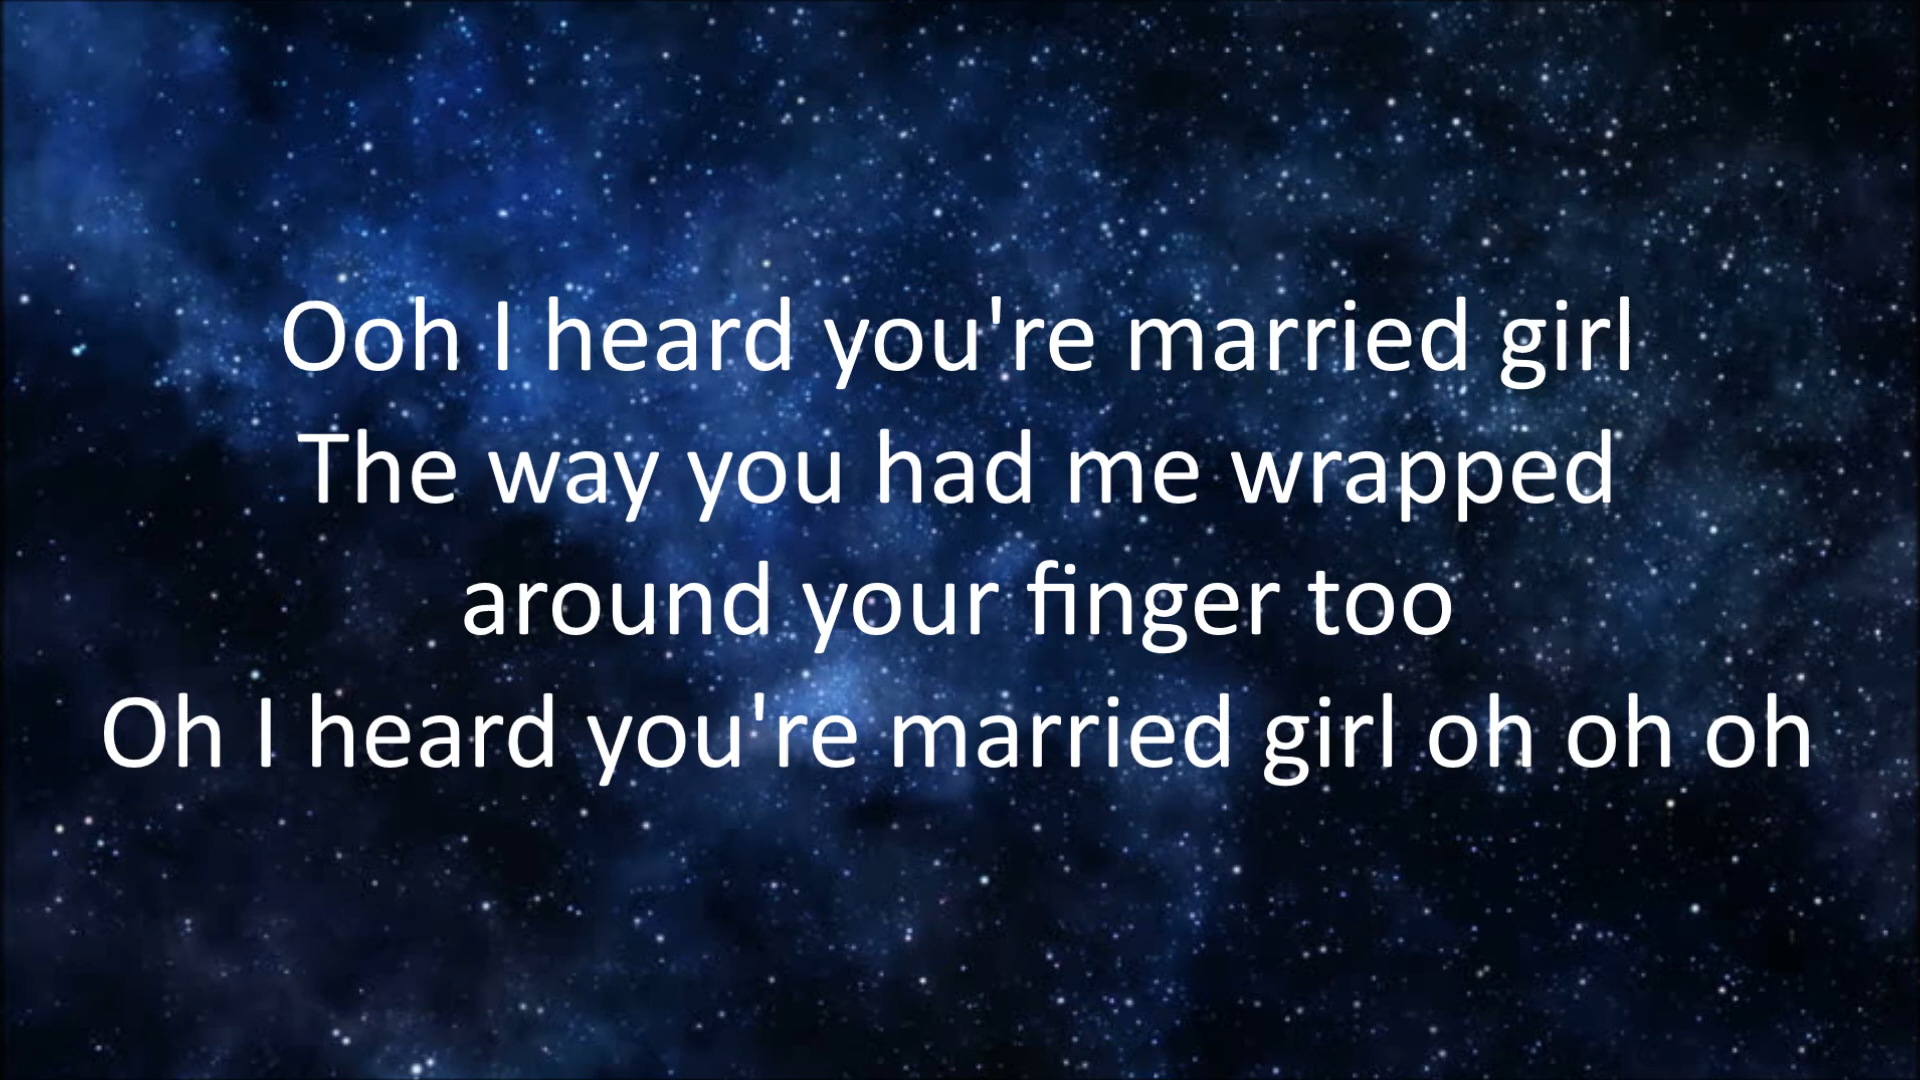 Ooh I heard you're married girl
The way you had me wrapped
around your finger too
Oh I heard you're married girl oh oh oh